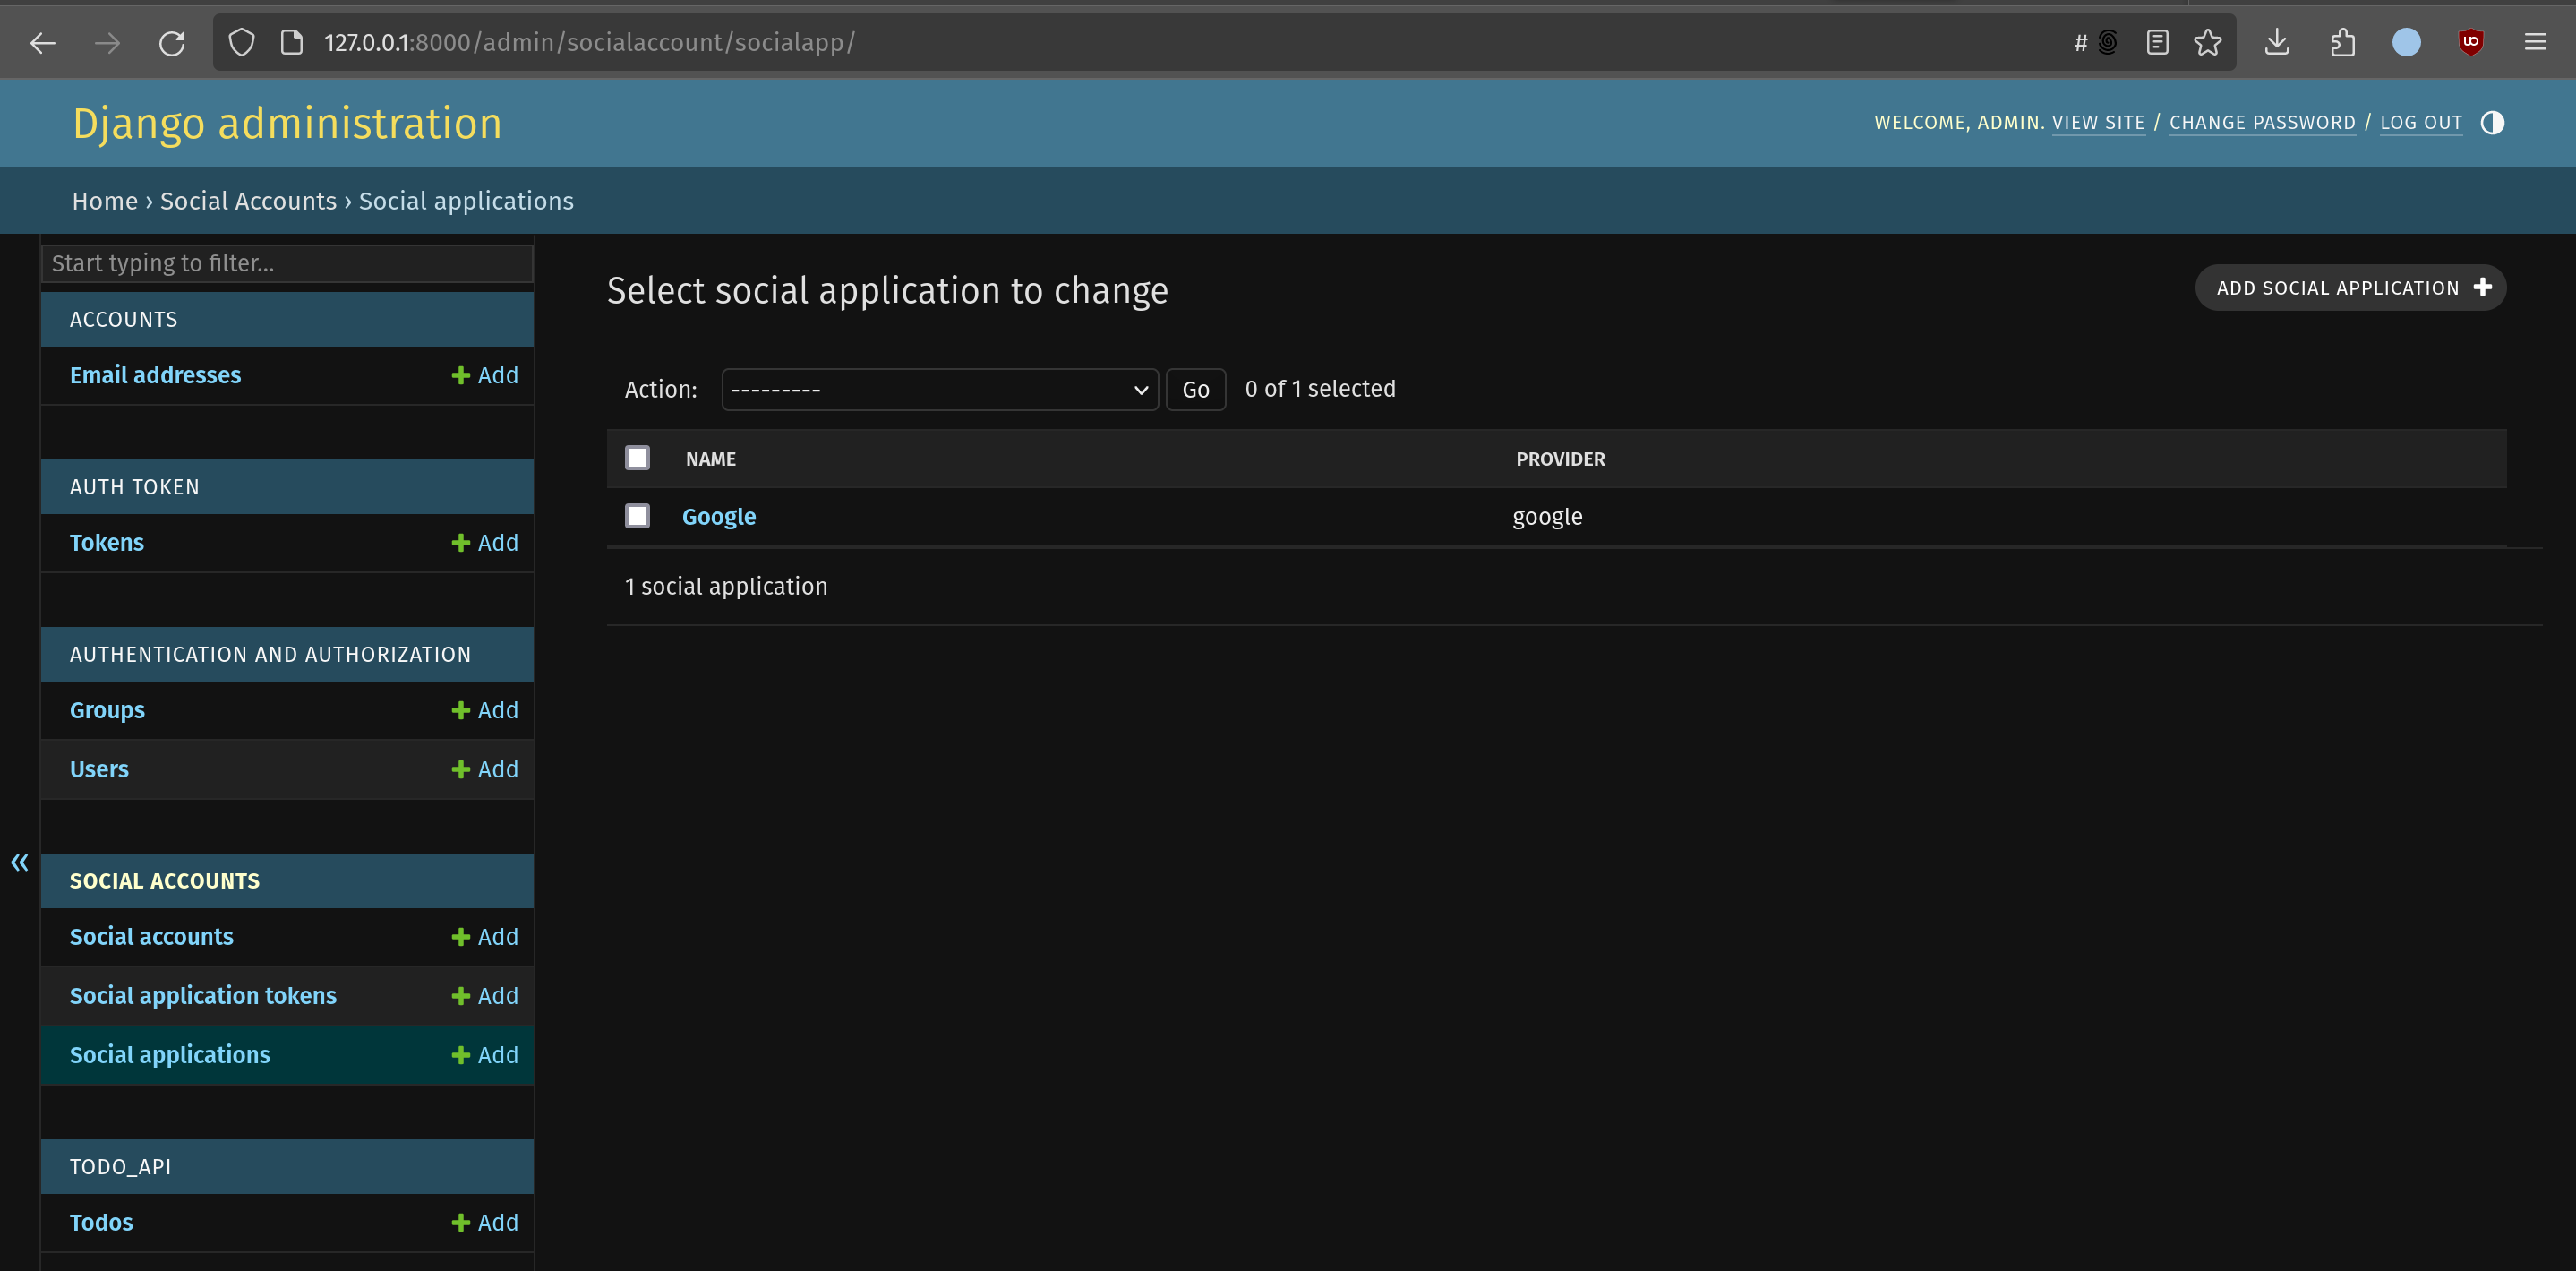 127.0.0.1:8000/admin/socialaccount/socialapp/
#
Django administration
WELCOME, ADMIN. VIEW SITE / CHANGE PASSWORD / LOG OUT
Home › Social Accounts › Social applications
Start typing to filter...
ACCOUNTS
Email addresses + Add
AUTH TOKEN
Tokens + Add
AUTHENTICATION AND AUTHORIZATION
Groups + Add
Users + Add
«
SOCIAL ACCOUNTS
Social accounts + Add
Social application tokens + Add
Social applications + Add
TODO_API
Todos + Add
Select social application to change
ADD SOCIAL APPLICATION +
Action: --------- Go 0 of 1 selected
NAME PROVIDER
Google google
1 social application